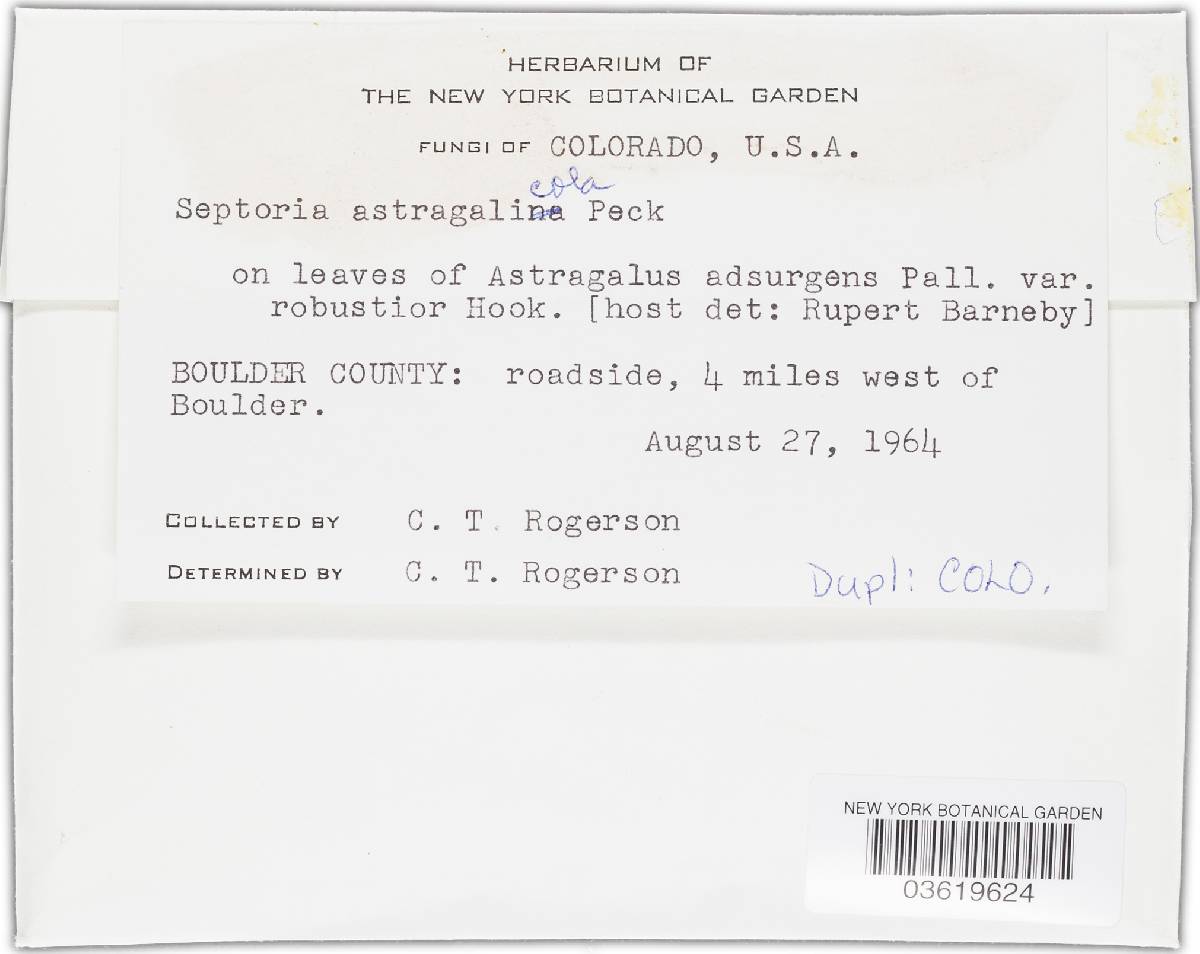 HERBARIUM OF
THE NEW YORK BOTANICAL GARDEN
FUNGI OF COLORADO, U.S.A.
cola
Septoria astragalina Peck
on leaves of Astragalus adsurgens Pall. var.
robustior Hook. [host det: Rupert Barneby]
BOULDER COUNTY: roadside, 4 miles west of
Boulder.
August 27, 1964
COLLECTED BY C. T. Rogerson
DETERMINED BY C. T. Rogerson
Dupl: COLO.
NEW YORK BOTANICAL GARDEN
03619624